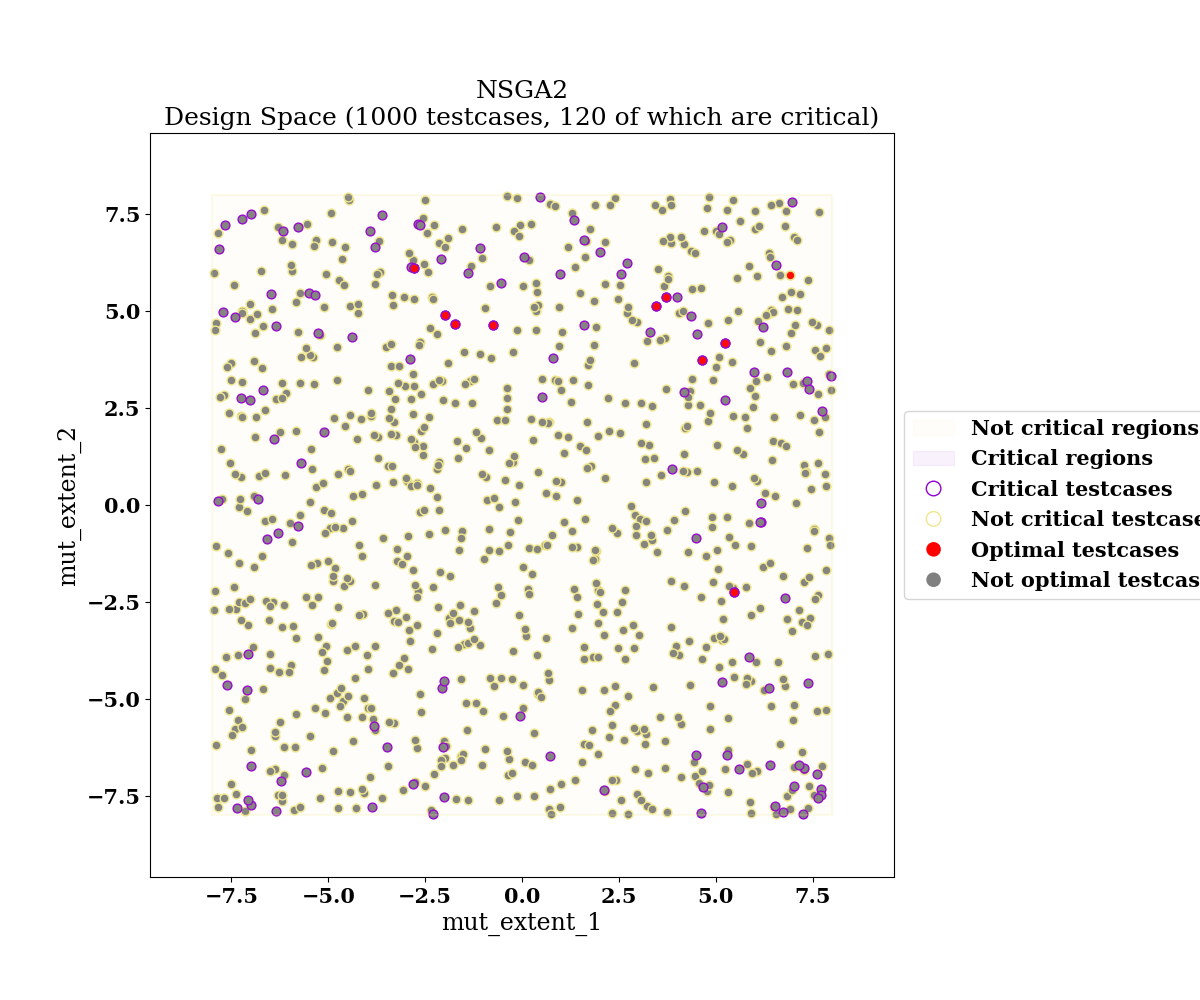 NSGA2
Design Space (1000 testcases, 120 of which are critical)
7.5
5.0
2.5
0.0
−2.5
−5.0
−7.5
mut_extent_2
−7.5 −5.0 −2.5 0.0 2.5 5.0 7.5
mut_extent_1
Not critical regions
Critical regions
Critical testcases
Not critical testcase
Optimal testcases
Not optimal testcas